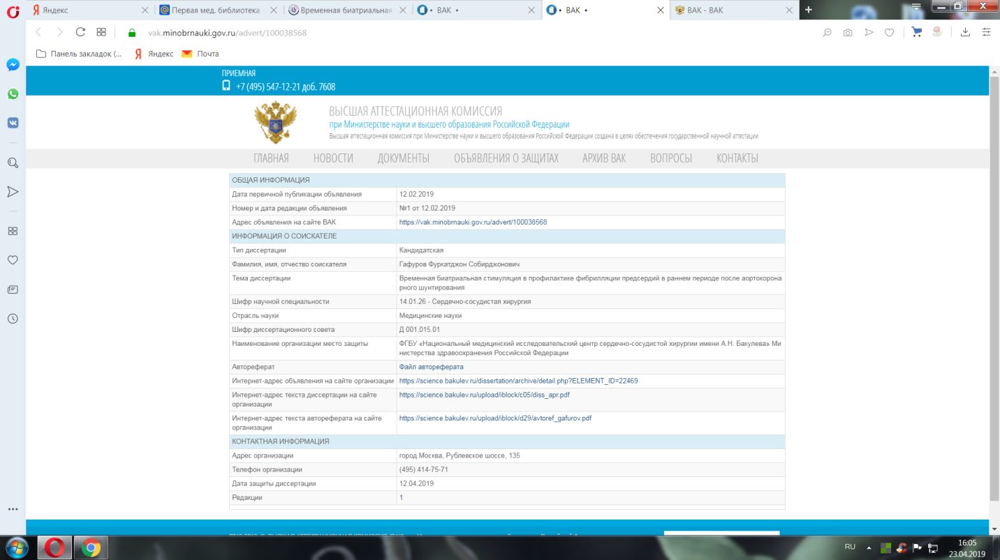 Яндекс
Первая мед. библиотека -
Временная биатриальная
ВАК •
ВАК •
ВАК - ВАК
vak.minobrnauki.gov.ru/advert/100038568
Панель закладок (...
Яндекс
Почта
ПРИЕМНАЯ
+7 (495) 547-12-21 доб. 7608
ВЫСШАЯ АТТЕСТАЦИОННАЯ КОМИССИЯ
при Министерстве науки и высшего образования Российской Федерации
Высшая аттестационная комиссия при Министерстве науки и высшего образования Российской Федерации создана в целях обеспечения государственной научной аттестации
ГЛАВНАЯ НОВОСТИ ДОКУМЕНТЫ ОБЪЯВЛЕНИЯ О ЗАЩИТАХ АРХИВ ВАК ВОПРОСЫ КОНТАКТЫ
ОБЩАЯ ИНФОРМАЦИЯ
Дата первичной публикации объявления 12.02.2019
Номер и дата редакции объявления №1 от 12.02.2019
Адрес объявления на сайте ВАК https://vak.minobrnauki.gov.ru/advert/100038568
ИНФОРМАЦИЯ О СОИСКАТЕЛЕ
Тип диссертации Кандидатская
Фамилия, имя, отчество соискателя Гафуров Фуркатджон Собирджонович
Тема диссертации Временная биатриальная стимуляция в профилактике фибрилляции предсердий в раннем периоде после аортокорона
рного шунтирования
Шифр научной специальности 14.01.26 - Сердечно-сосудистая хирургия
Отрасль науки Медицинские науки
Шифр диссертационного совета Д 001.015.01
Наименование организации место защиты ФГБУ «Национальный медицинский исследовательский центр сердечно-сосудистой хирургии имени А.Н. Бакулева» Ми
нистерства здравоохранения Российской Федерации
Автореферат Файл автореферата
Интернет-адрес объявления на сайте организации https://science.bakulev.ru/dissertation/archive/detail.php?ELEMENT_ID=22469
Интернет-адрес текста диссертации на сайте https://science.bakulev.ru/upload/iblock/c05/diss_apr.pdf
организации
Интернет-адрес текста автореферата на сайте https://science.bakulev.ru/upload/iblock/d29/avtoref_gafurov.pdf
организации
КОНТАКТНАЯ ИНФОРМАЦИЯ
Адрес организации город Москва, Рублевское шоссе, 135
Телефон организации (495) 414-75-71
Дата защиты диссертации 12.04.2019
Редакции 1
RU
16:05
23.04.2019